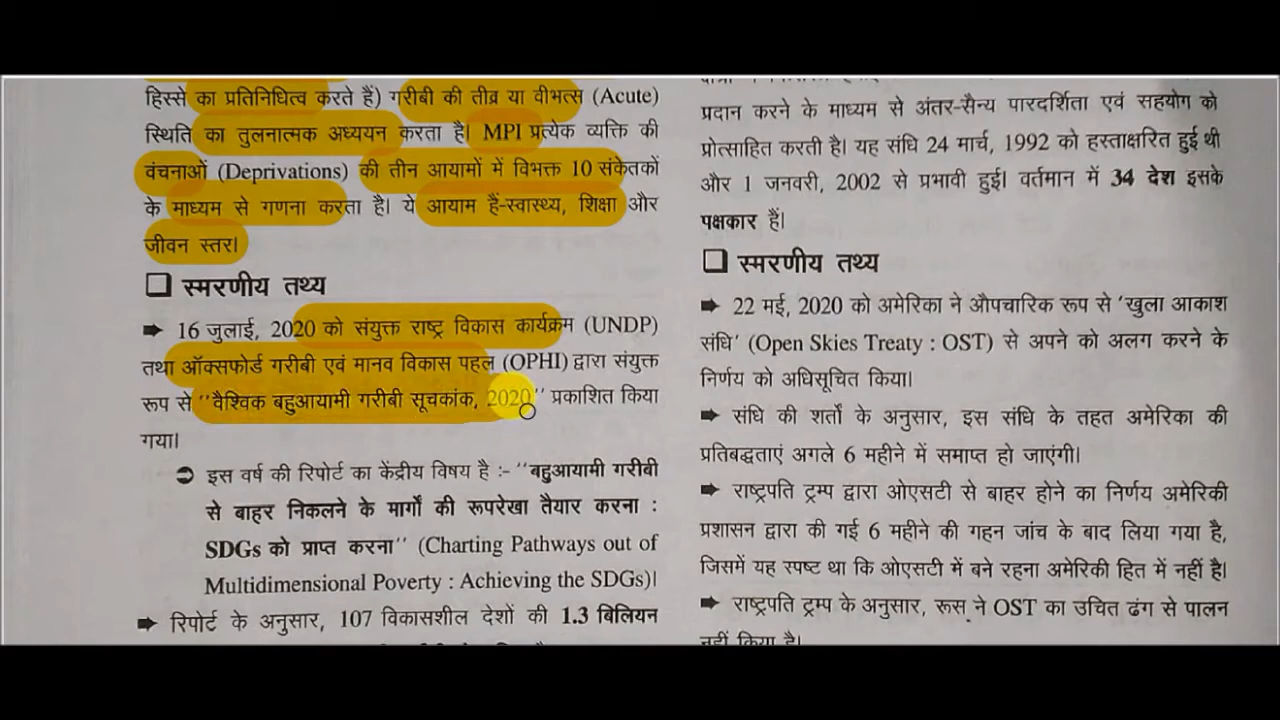 हिस्से का प्रतिनिधित्व करते हैं) गरीबी की तीव्र या वीभत्स (Acute)
स्थिति का तुलनात्मक अध्ययन करता है। MPI प्रत्येक व्यक्ति की
वंचनाओं (Deprivations) की तीन आयामों में विभक्त 10 संकेतकों
के माध्यम से गणना करता है। ये आयाम हैं-स्वास्थ्य, शिक्षा और
जीवन स्तर।
❑ स्मरणीय तथ्य
➡ 16 जुलाई, 2020 को संयुक्त राष्ट्र विकास कार्यक्रम (UNDP)
तथा ऑक्सफोर्ड गरीबी एवं मानव विकास पहल (OPHI) द्वारा संयुक्त
रूप से ''वैश्विक बहुआयामी गरीबी सूचकांक, 2020'' प्रकाशित किया
गया।
➲ इस वर्ष की रिपोर्ट का केंद्रीय विषय है :- ''बहुआयामी गरीबी
से बाहर निकलने के मार्गों की रूपरेखा तैयार करना :
SDGs को प्राप्त करना'' (Charting Pathways out of
Multidimensional Poverty : Achieving the SDGs)।
➡ रिपोर्ट के अनुसार, 107 विकासशील देशों की 1.3 बिलियन
प्रदान करने के माध्यम से अंतर-सैन्य पारदर्शिता एवं सहयोग को
प्रोत्साहित करती है। यह संधि 24 मार्च, 1992 को हस्ताक्षरित हुई थी
और 1 जनवरी, 2002 से प्रभावी हुई। वर्तमान में 34 देश इसके
पक्षकार हैं।
❑ स्मरणीय तथ्य
➡ 22 मई, 2020 को अमेरिका ने औपचारिक रूप से 'खुला आकाश
संधि' (Open Skies Treaty : OST) से अपने को अलग करने के
निर्णय को अधिसूचित किया।
➡ संधि की शर्तों के अनुसार, इस संधि के तहत अमेरिका की
प्रतिबद्धताएं अगले 6 महीने में समाप्त हो जाएंगी।
➡ राष्ट्रपति ट्रम्प द्वारा ओएसटी से बाहर होने का निर्णय अमेरिकी
प्रशासन द्वारा की गई 6 महीने की गहन जांच के बाद लिया गया है,
जिसमें यह स्पष्ट था कि ओएसटी में बने रहना अमेरिकी हित में नहीं है।
➡ राष्ट्रपति ट्रम्प के अनुसार, रूस ने OST का उचित ढंग से पालन
नहीं किया है।